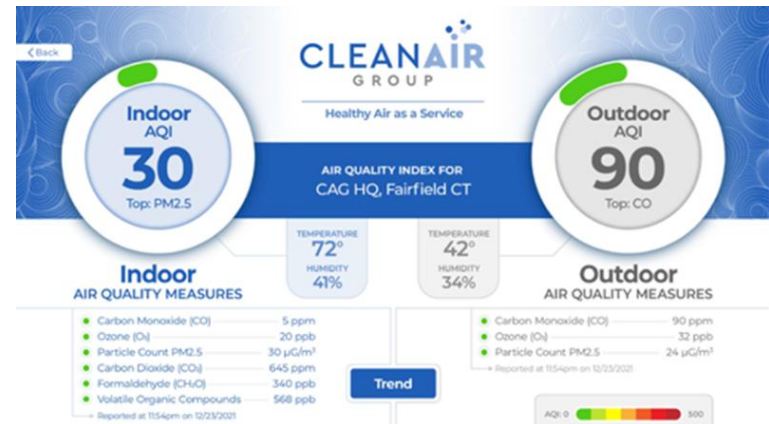 < Back
CLEANAIR
GROUP
Healthy Air as a Service
Indoor
AQI
30
Top: PM2.5
Outdoor
AQI
90
Top: CO
AIR QUALITY INDEX FOR
CAG HQ, Fairfield CT
TEMPERATURE
72°
HUMIDITY
41%
TEMPERATURE
42°
HUMIDITY
34%
Indoor
AIR QUALITY MEASURES
Carbon Monoxide (CO) 5 ppm
Ozone (O₃) 20 ppb
Particle Count PM2.5 30 µG/m³
Carbon Dioxide (CO₂) 645 ppm
Formaldehyde (CH₂O) 340 ppb
Volatile Organic Compounds 568 ppb
Reported at 11:54pm on 12/23/2021
Trend
Outdoor
AIR QUALITY MEASURES
Carbon Monoxide (CO) 90 ppm
Ozone (O₃) 32 ppb
Particle Count PM2.5 24 µG/m³
Reported at 11:54pm on 12/23/2021
AQI: 0 500